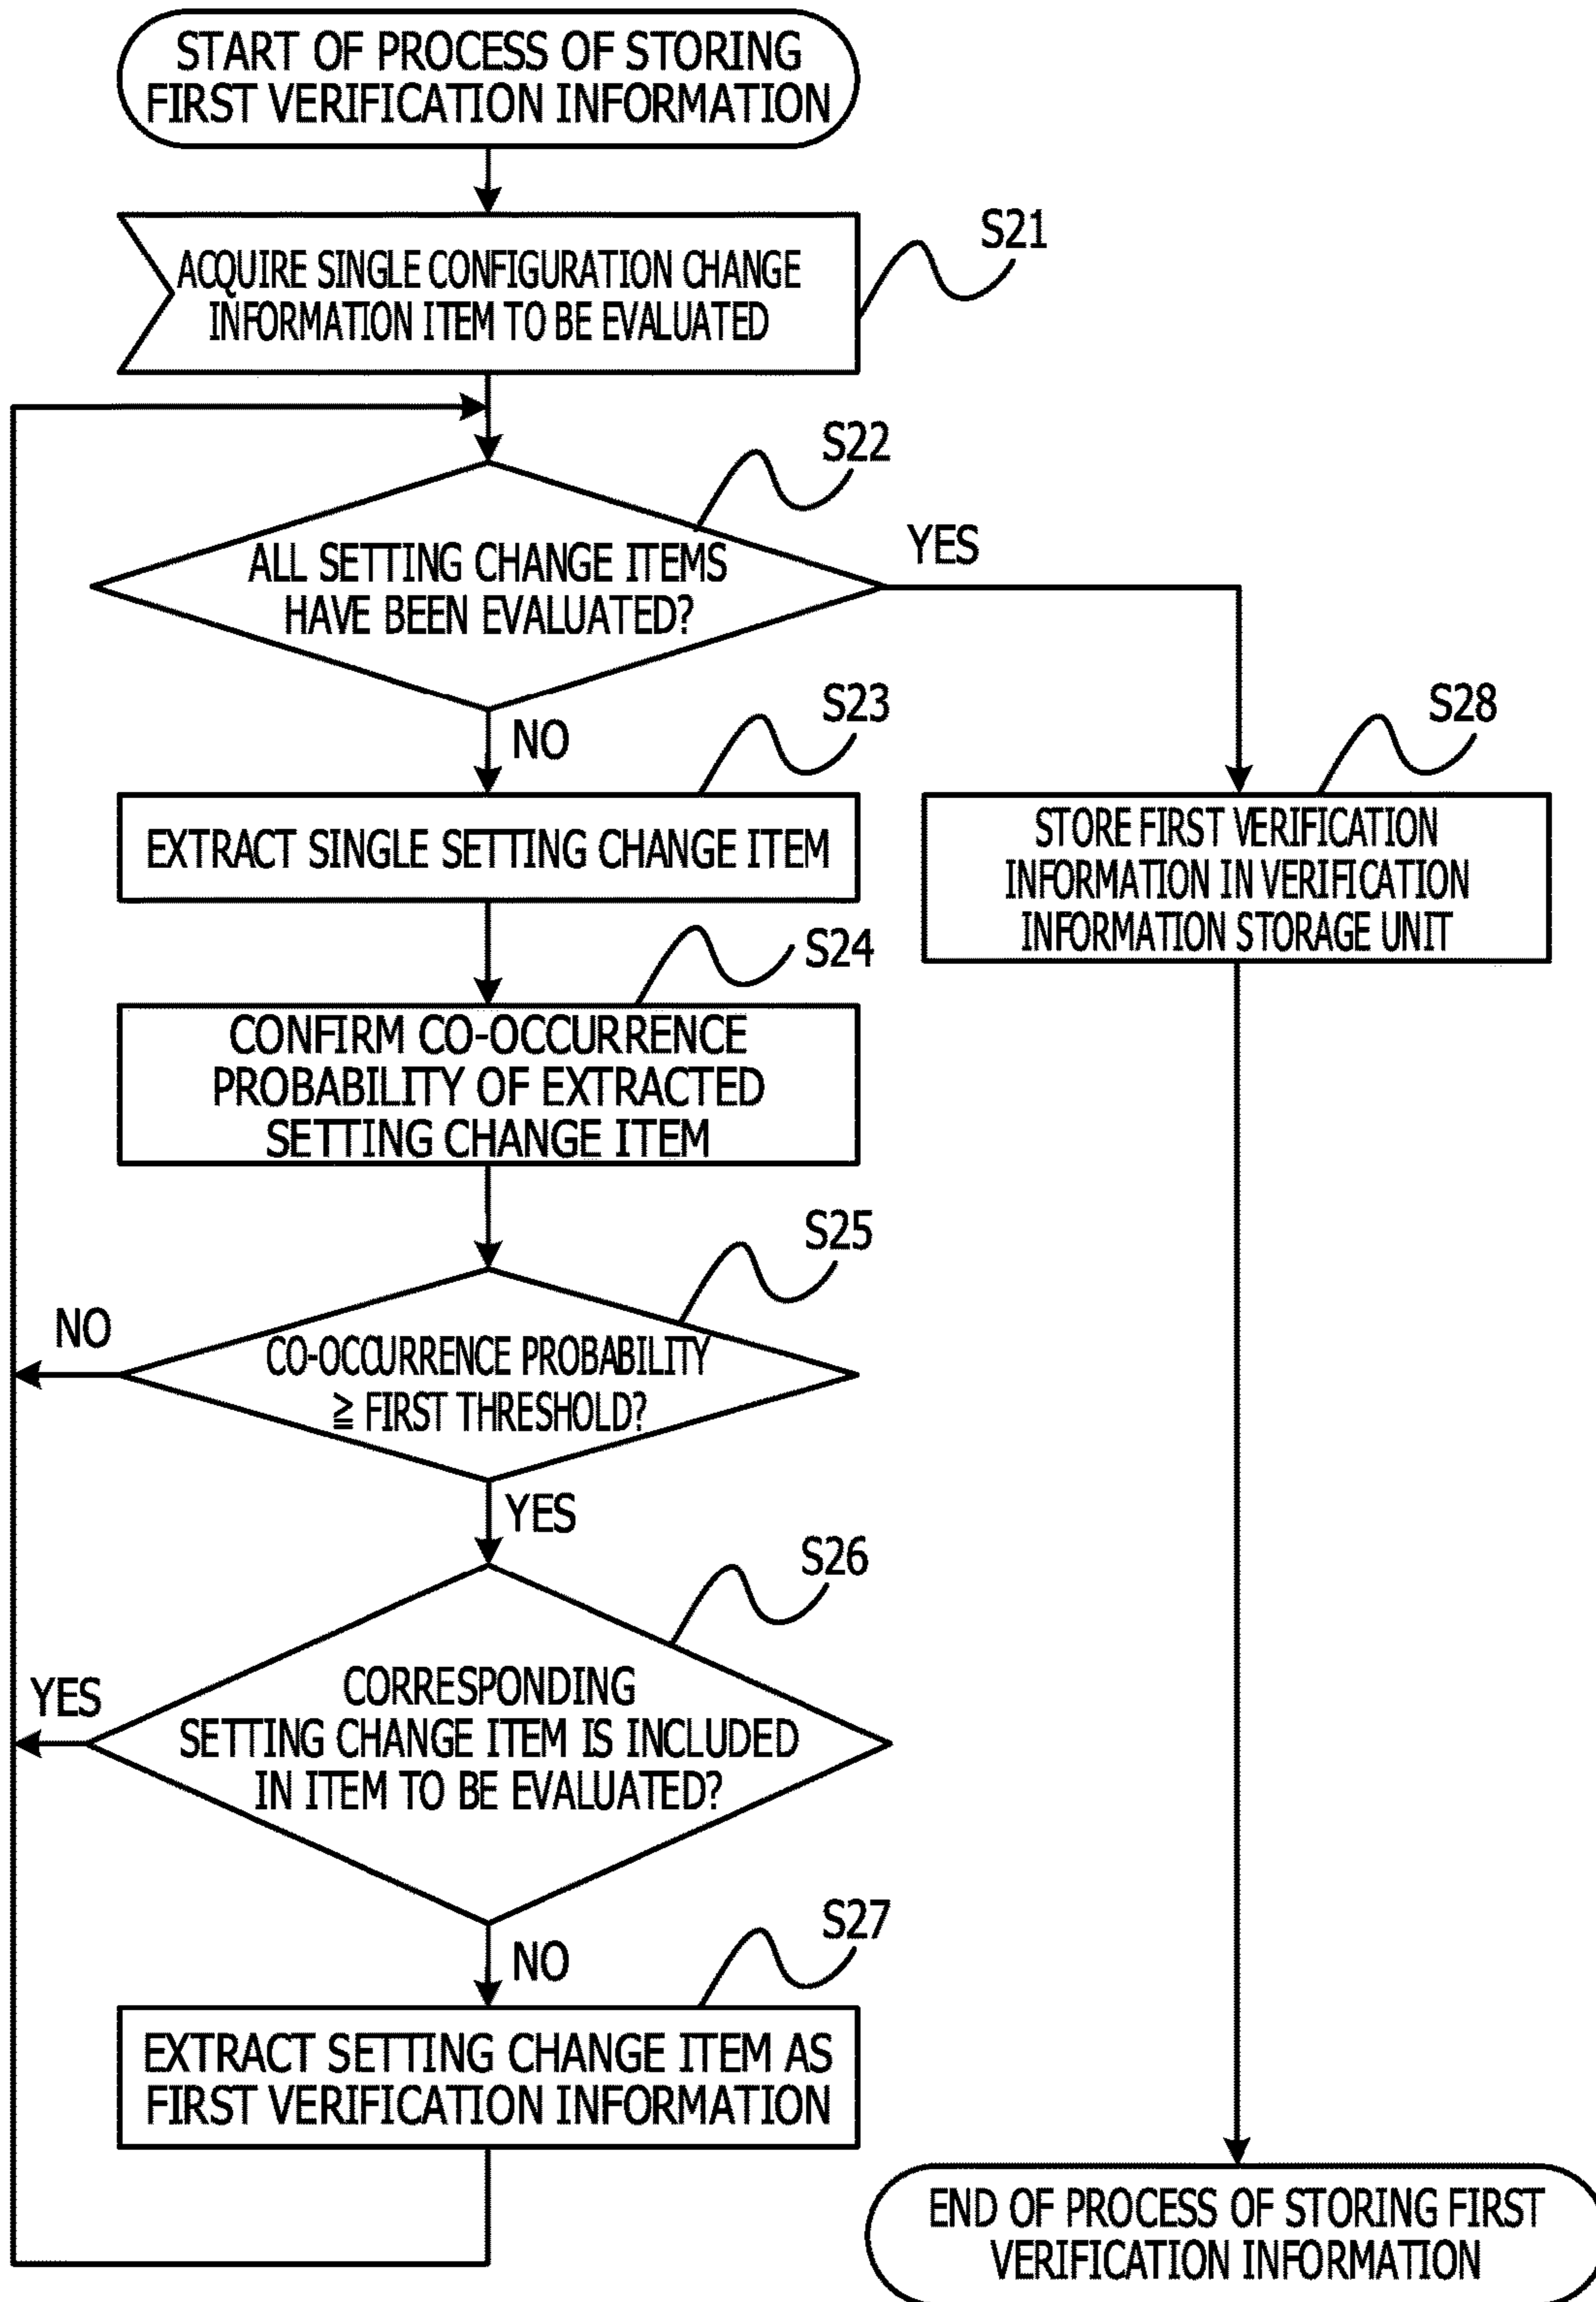 START OF PROCESS OF STORING
FIRST VERIFICATION INFORMATION
S21
ACQUIRE SINGLE CONFIGURATION CHANGE
INFORMATION ITEM TO BE EVALUATED
S22
ALL SETTING CHANGE ITEMS
HAVE BEEN EVALUATED?
YES
NO
S23
EXTRACT SINGLE SETTING CHANGE ITEM
S28
STORE FIRST VERIFICATION
INFORMATION IN VERIFICATION
INFORMATION STORAGE UNIT
S24
CONFIRM CO-OCCURRENCE
PROBABILITY OF EXTRACTED
SETTING CHANGE ITEM
S25
NO
CO-OCCURRENCE PROBABILITY
≧ FIRST THRESHOLD?
YES
S26
YES
CORRESPONDING
SETTING CHANGE ITEM IS INCLUDED
IN ITEM TO BE EVALUATED?
NO
S27
EXTRACT SETTING CHANGE ITEM AS
FIRST VERIFICATION INFORMATION
END OF PROCESS OF STORING FIRST
VERIFICATION INFORMATION